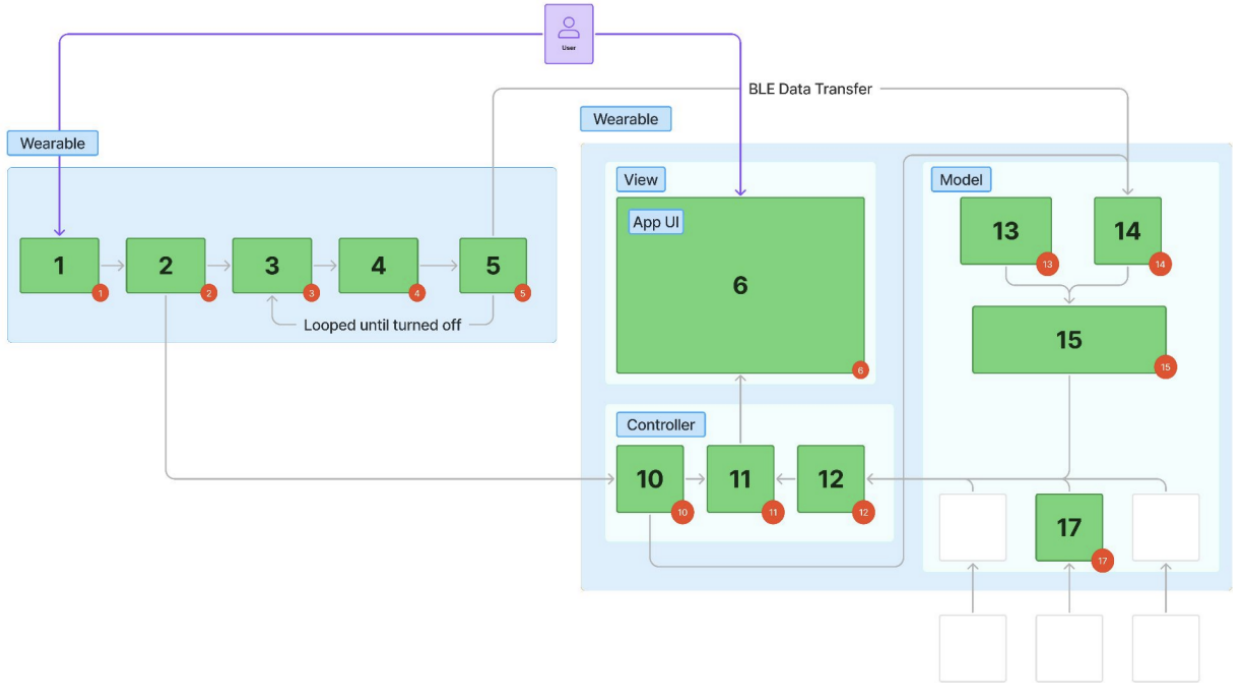 User
BLE Data Transfer
Wearable
Wearable
View
Model
App UI
13
14
13
14
1
2
3
4
5
6
1
2
3
4
5
Looped until turned off
15
15
6
Controller
10
11
12
10
11
12
17
17